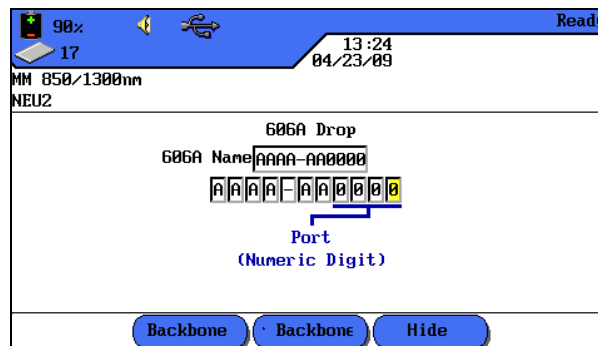 90% Read
17 13:24
04/23/09
MM 850/1300nm
NEU2
606A Drop
606A Name AAAA-AA0000
AAAA-AA0000
Port
(Numeric Digit)
Backbone Backbone Hide